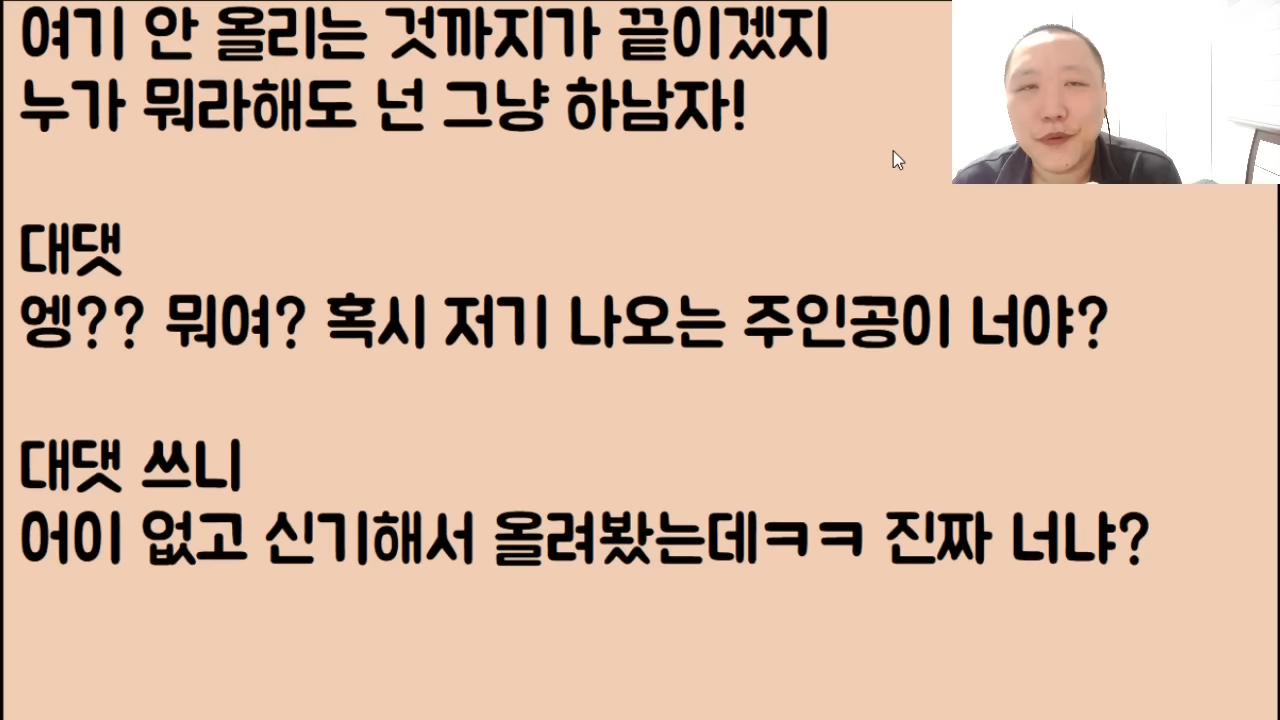 여기 안 올리는 것까지가 끝이겠지
누가 뭐라해도 넌 그냥 하남자!
대댓
엥?? 뭐여? 혹시 저기 나오는 주인공이 너야?
대댓 쓰니
어이 없고 신기해서 올려봤는데ㅋㅋ 진짜 너냐?